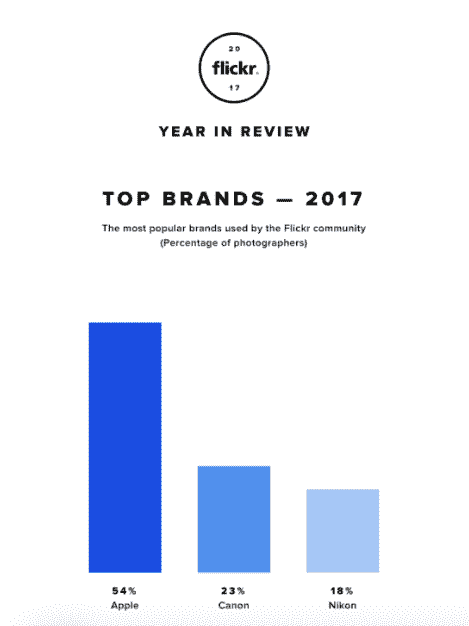 20
flickr.
17
YEAR IN REVIEW
TOP BRANDS — 2017
The most popular brands used by the Flickr community
(Percentage of photographers)
54% 23% 18%
Apple Canon Nikon